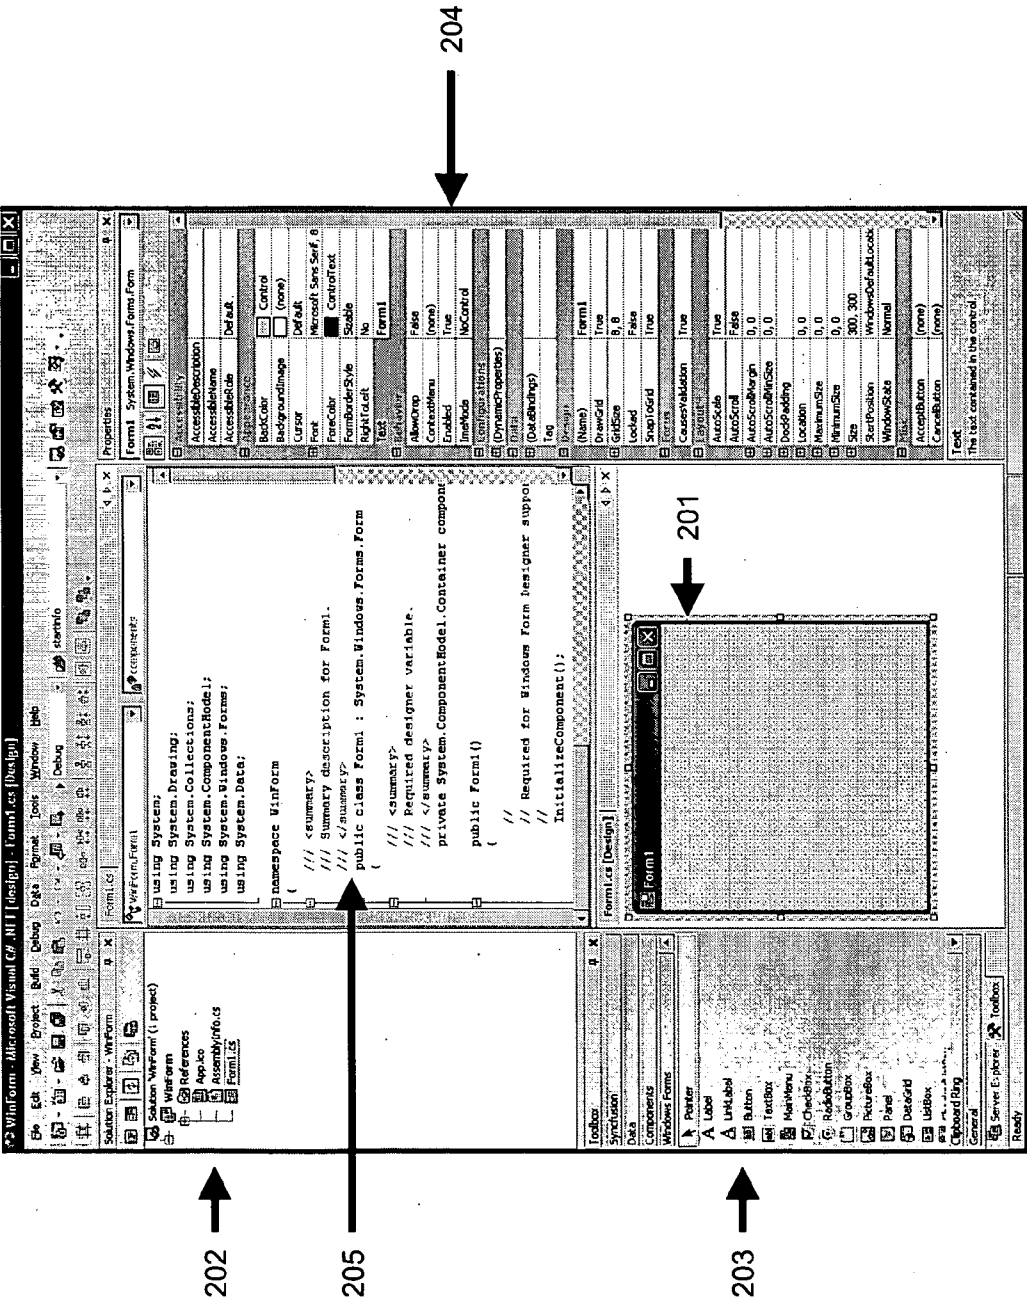 WinForm - Microsoft Visual C# .NET [design] - Form1.cs [Design]
File Edit View Project Build Debug Data Format Tools Window Help
Debug
startInfo
Solution Explorer - WinForm
Solution 'WinForm' (1 project)
WinForm
References
App.ico
AssemblyInfo.cs
Form1.cs
Form1.cs
WinForm.Form1
components
using System;
using System.Drawing;
using System.Collections;
using System.ComponentModel;
using System.Windows.Forms;
using System.Data;
namespace WinForm
{
/// <summary>
/// Summary description for Form1.
/// </summary>
public class Form1 : System.Windows.Forms.Form
{
/// <summary>
/// Required designer variable.
/// </summary>
private System.ComponentModel.Container compone
public Form1()
{
//
// Required for Windows Form Designer suppor
//
InitializeComponent();
Toolbox
Syncfusion
Data
Components
Windows Forms
Pointer
Label
LinkLabel
Button
TextBox
MainMenu
CheckBox
RadioButton
GroupBox
PictureBox
Panel
DataGrid
ListBox
Clipboard Ring
General
Server Explorer
Toolbox
Ready
Form1.cs [Design]
Form1
Properties
Form1 System.Windows.Forms.Form
Accessibility
AccessibleDescription
AccessibleName
AccessibleRole Default
Appearance
BackColor Control
BackgroundImage (none)
Cursor Default
Font Microsoft Sans Serif, 8
ForeColor ControlText
FormBorderStyle Sizable
RightToLeft No
Text Form1
Behavior
AllowDrop False
ContextMenu (none)
Enabled True
ImeMode NoControl
Configurations
(DynamicProperties)
Data
(DataBindings)
Tag
Design
(Name) Form1
DrawGrid True
GridSize 8, 8
Locked False
SnapToGrid True
Focus
CausesValidation True
Layout
AutoScale True
AutoScroll False
AutoScrollMargin 0, 0
AutoScrollMinSize 0, 0
DockPadding
Location 0, 0
MaximumSize 0, 0
MinimumSize 0, 0
Size 300, 300
StartPosition WindowsDefaultLocatio
WindowState Normal
Misc
AcceptButton (none)
CancelButton (none)
Text
The text contained in the control.
201
202
203
204
205